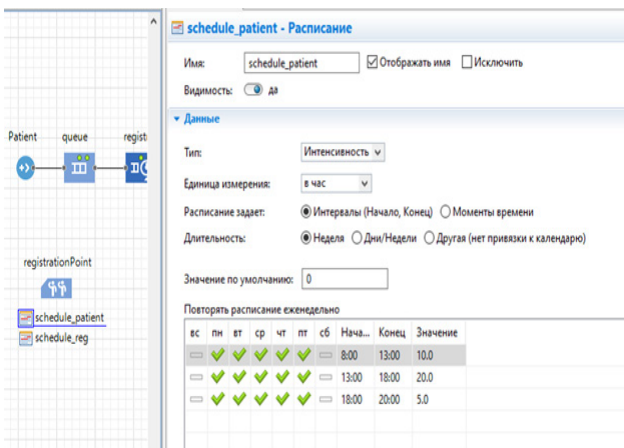 schedule_patient - Расписание
Имя: schedule_patient Отображать имя Исключить
Видимость: да
Данные
Patient queue regist
Тип: Интенсивность
Единица измерения: в час
Расписание задает: Интервалы (Начало, Конец) Моменты времени
Длительность: Неделя Дни/Недели Другая (нет привязки к календарю)
registrationPoint
Значение по умолчанию: 0
schedule_patient
schedule_reg
Повторять расписание еженедельно
вс пн вт ср чт пт сб Нача... Конец Значение
8:00 13:00 10.0
13:00 18:00 20.0
18:00 20:00 5.0